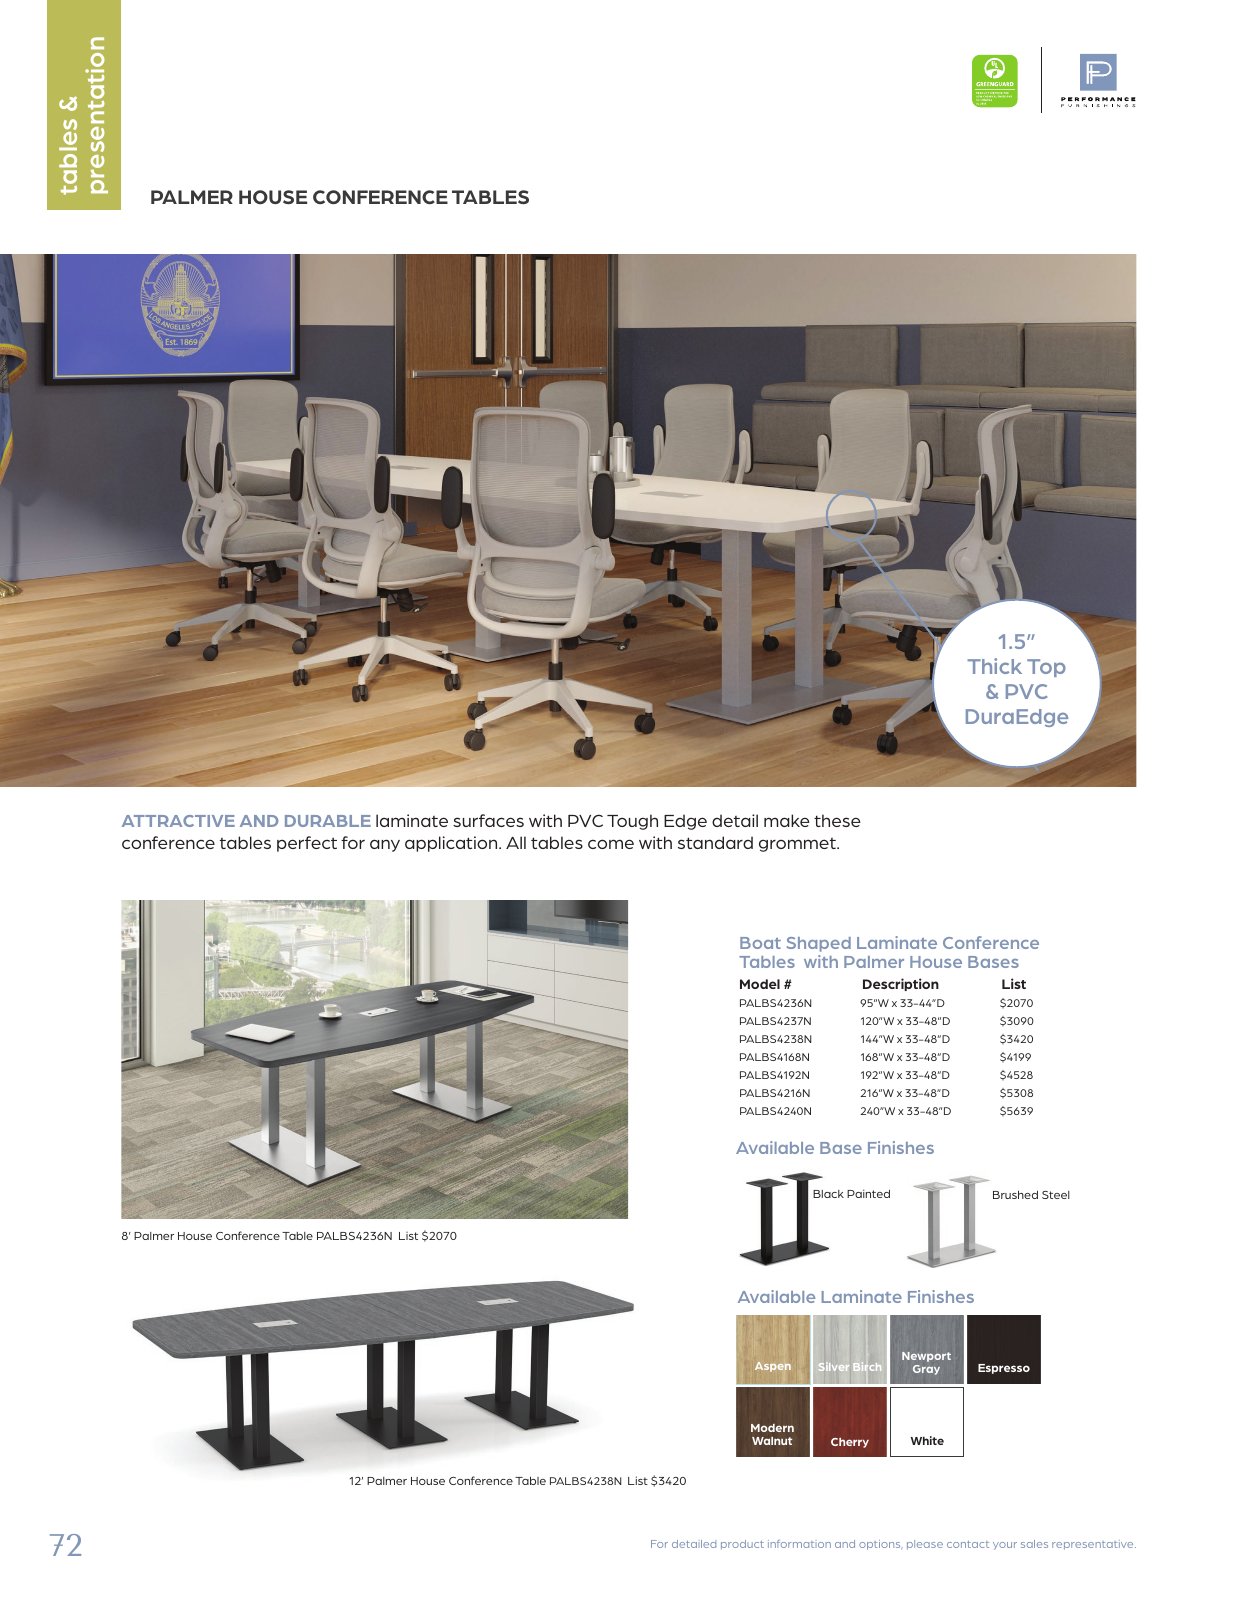 tables &
presentation
GREENGUARD
PERFORMANCE
FURNISHINGS
PALMER HOUSE CONFERENCE TABLES
LOS ANGELES POLICE
Est. 1869
1.5”
Thick Top
& PVC
DuraEdge
ATTRACTIVE AND DURABLE laminate surfaces with PVC Tough Edge detail make these
conference tables perfect for any application. All tables come with standard grommet.
8’ Palmer House Conference Table PALBS4236N List $2070
12’ Palmer House Conference Table PALBS4238N List $3420
Boat Shaped Laminate Conference
Tables with Palmer House Bases
Model # Description List
PALBS4236N 95”W x 33-44”D $2070
PALBS4237N 120”W x 33-48”D $3090
PALBS4238N 144”W x 33-48”D $3420
PALBS4168N 168”W x 33-48”D $4199
PALBS4192N 192”W x 33-48”D $4528
PALBS4216N 216”W x 33-48”D $5308
PALBS4240N 240”W x 33-48”D $5639
Available Base Finishes
Black Painted
Brushed Steel
Available Laminate Finishes
Aspen
Silver Birch
Newport
Gray
Espresso
Modern
Walnut
Cherry
White
72
For detailed product information and options, please contact your sales representative.